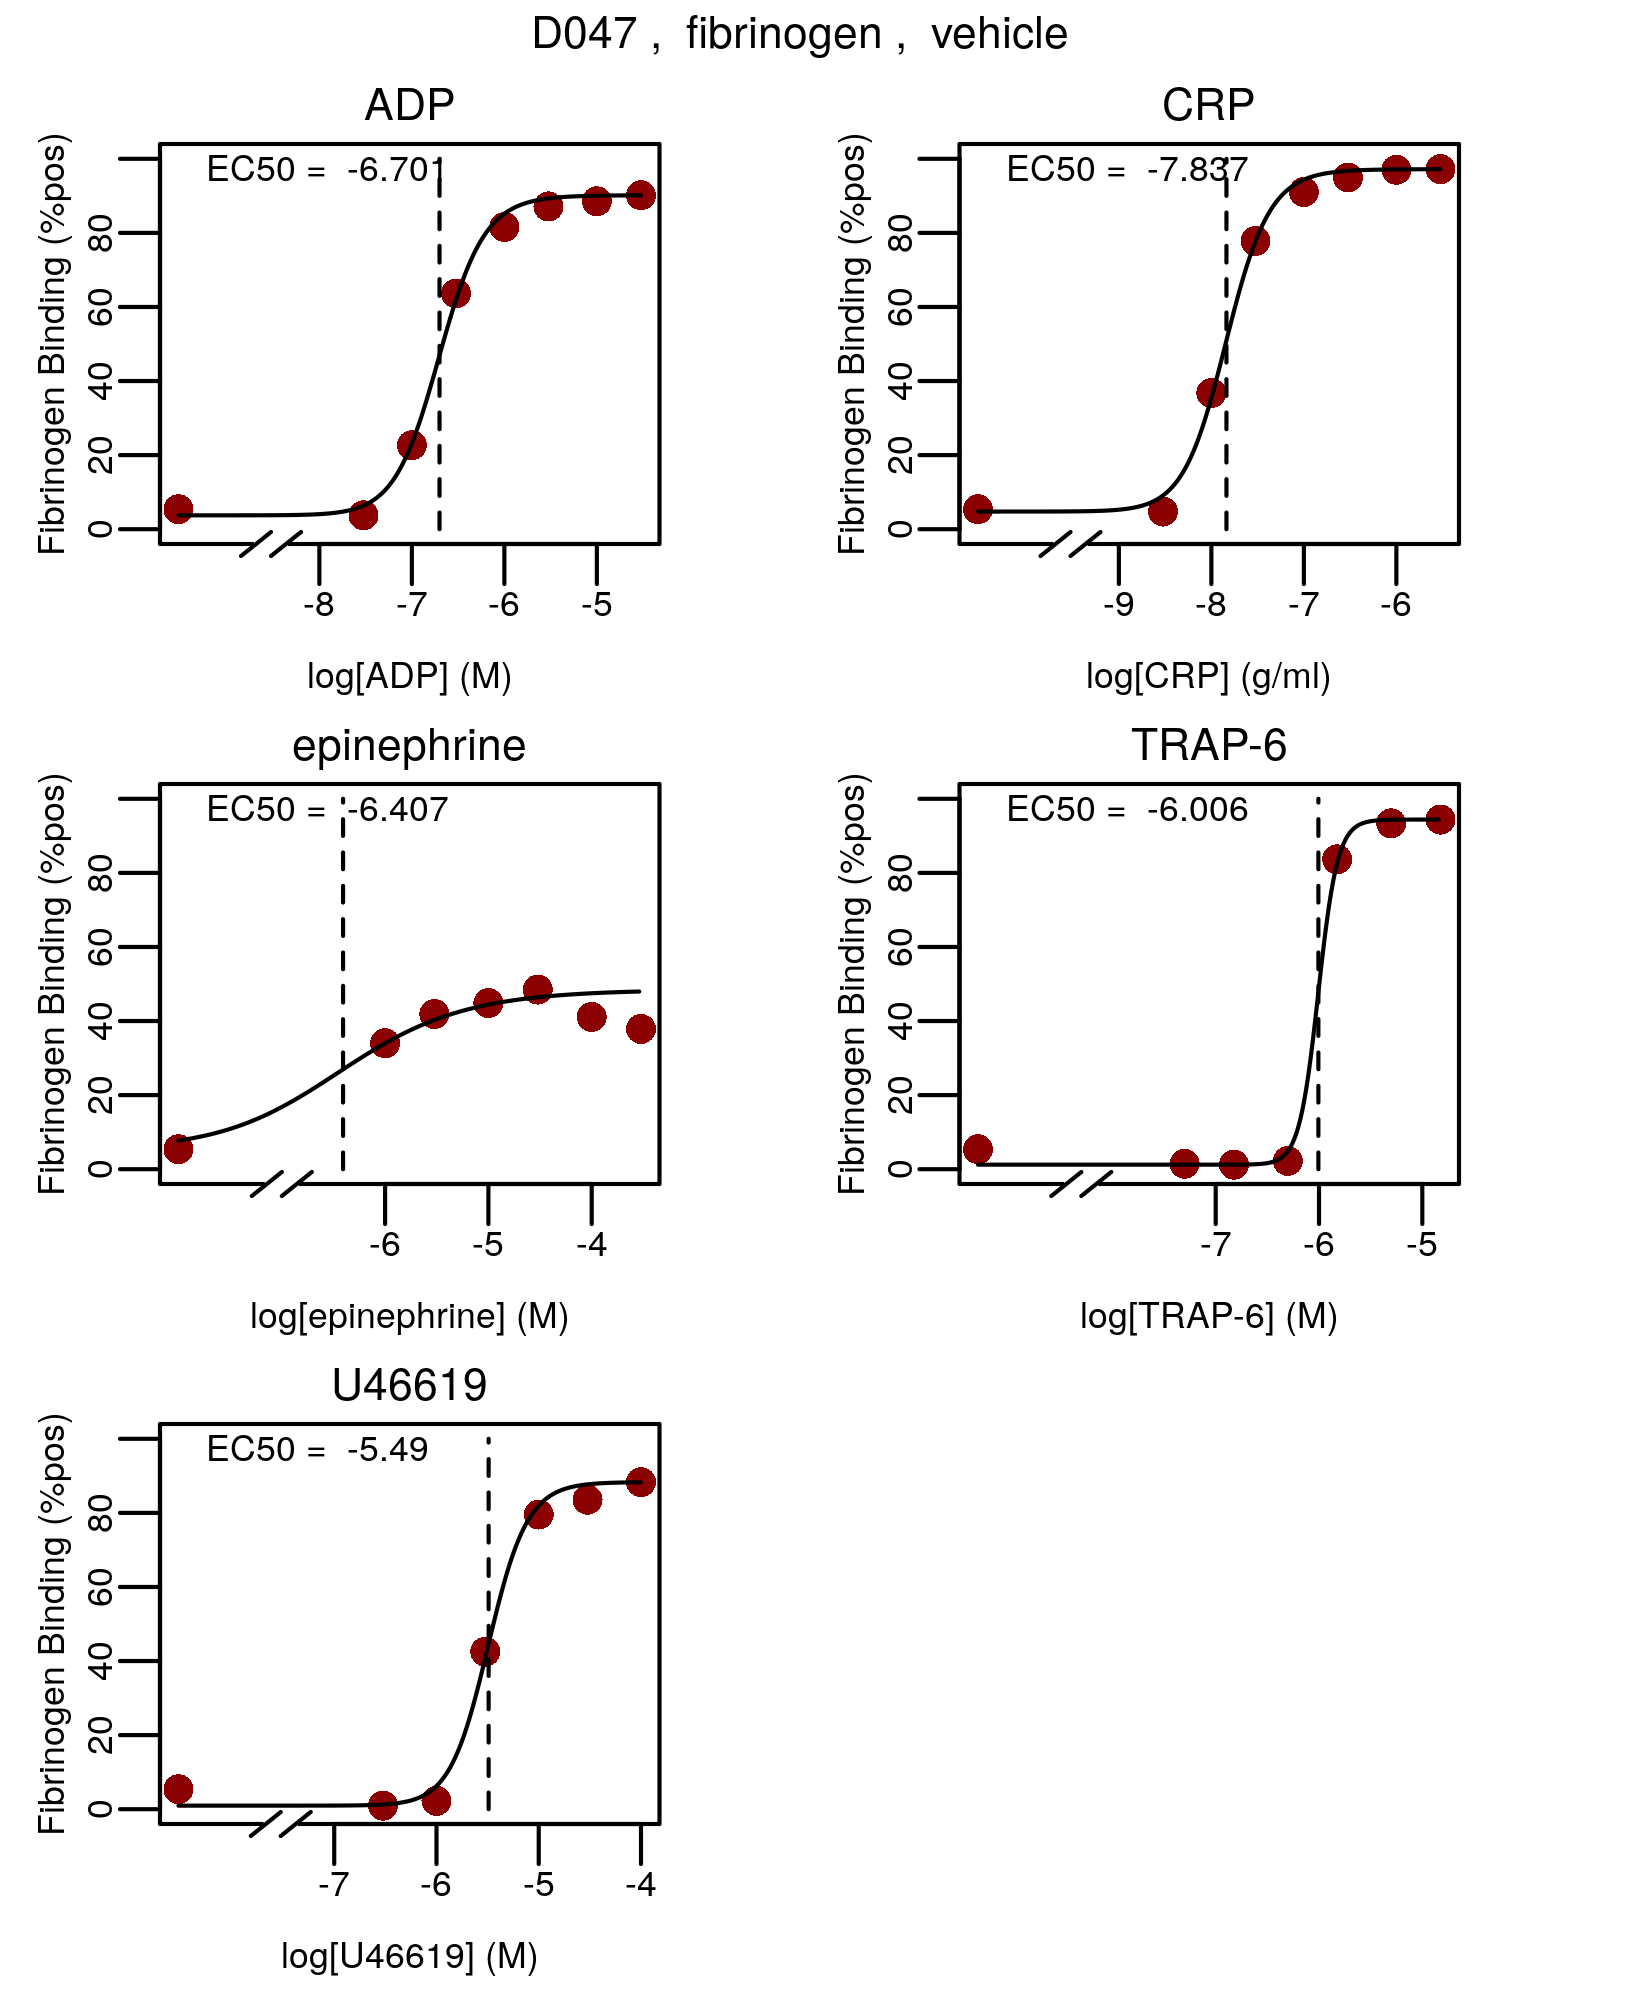 D047 , fibrinogen , vehicle
ADP
EC50 = -6.701
Fibrinogen Binding (%pos)
80
60
40
20
0
-8 -7 -6 -5
log[ADP] (M)
CRP
EC50 = -7.837
Fibrinogen Binding (%pos)
80
60
40
20
0
-9 -8 -7 -6
log[CRP] (g/ml)
epinephrine
EC50 = -6.407
Fibrinogen Binding (%pos)
80
60
40
20
0
-6 -5 -4
log[epinephrine] (M)
TRAP-6
EC50 = -6.006
Fibrinogen Binding (%pos)
80
60
40
20
0
-7 -6 -5
log[TRAP-6] (M)
U46619
EC50 = -5.49
Fibrinogen Binding (%pos)
80
60
40
20
0
-7 -6 -5 -4
log[U46619] (M)